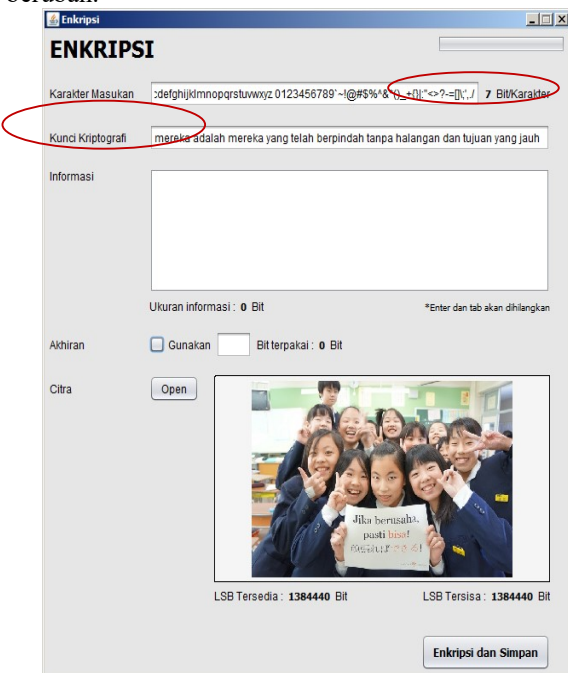 berubah.
Enkripsi
ENKRIPSI
Karakter Masukan :defghijklmnopqrstuvwxyz 0123456789`~!@#$%^&*()_+{}|:"<>?-=[]\;',./ 7 Bit/Karakter
Kunci Kriptografi mereka adalah mereka yang telah berpindah tanpa halangan dan tujuan yang jauh
Informasi
Ukuran informasi : 0 Bit *Enter dan tab akan dihilangkan
Akhiran Gunakan Bit terpakai : 0 Bit
Citra Open
Jika berusaha,
pasti bisa!
LSB Tersedia : 1384440 Bit LSB Tersisa : 1384440 Bit
Enkripsi dan Simpan